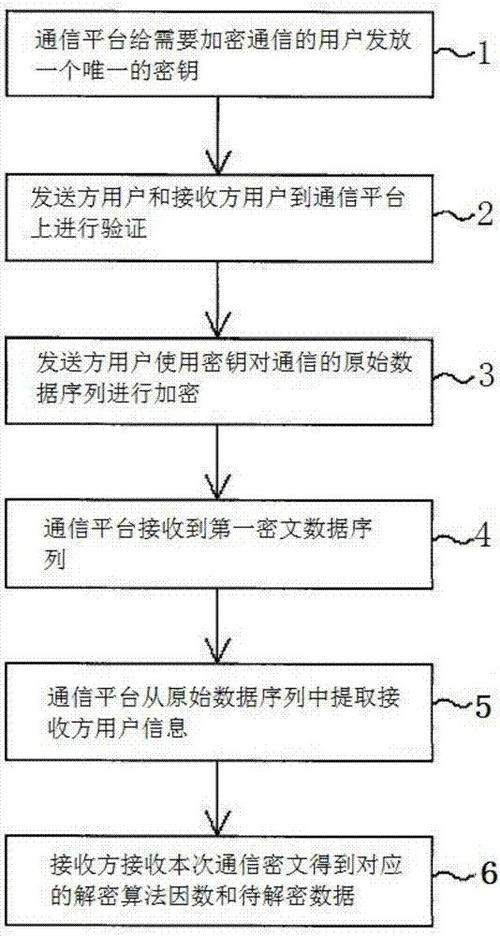 通信平台给需要加密通信的用户发放
一个唯一的密钥
1
发送方用户和接收方用户到通信平台
上进行验证
2
发送方用户使用密钥对通信的原始数
据序列进行加密
3
通信平台接收到第一密文数据序
列
4
通信平台从原始数据序列中提取接
收方用户信息
5
接收方接收本次通信密文得到对应
的解密算法因数和待解密数据
6